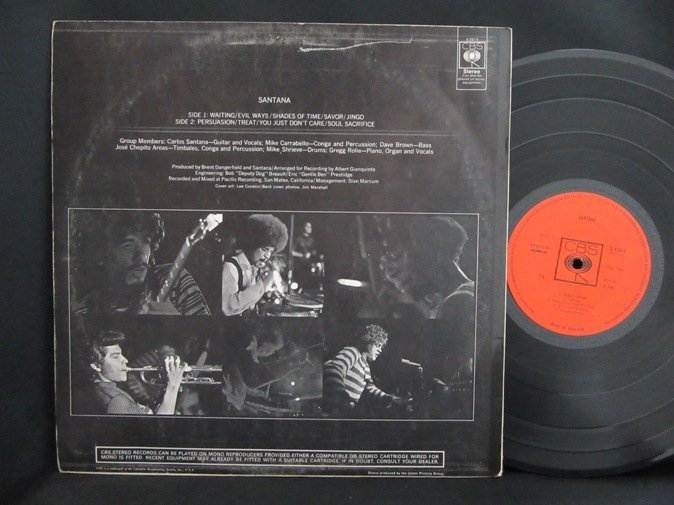 CBS
Stereo
SANTANA
SIDE 1: WAITING/EVIL WAYS/SHADES OF TIME/SAVOR/JINGO
SIDE 2: PERSUASION/TREAT/YOU JUST DON'T CARE/SOUL SACRIFICE
Group Members: Carlos Santana—Guitar and Vocals; Mike Carrabello—Conga and Percussion; Dave Brown—Bass
José Chepito Areas—Timbales, Conga and Percussion; Mike Shrieve—Drums; Gregg Rolie—Piano, Organ and Vocals
Produced by Brent Dangerfield and Santana/Arranged for Recording by Albert Gianquinto
Engineering: Bob "Deputy Dog" Breault/Eric "Gentle Ben" Prestidge
Recorded and Mixed at Pacific Recording, San Mateo, California/Management: Stan Marcum
Cover art: Lee Conklin/Back cover photos: Jim Marshall
CBS STEREO RECORDS CAN BE PLAYED ON MONO REPRODUCERS PROVIDED EITHER A COMPATIBLE OR STEREO CARTRIDGE WIRED FOR
MONO IS FITTED. RECENT EQUIPMENT MAY ALREADY BE FITTED WITH A SUITABLE CARTRIDGE. IF IN DOUBT, CONSULT YOUR DEALER.
SANTANA
CBS